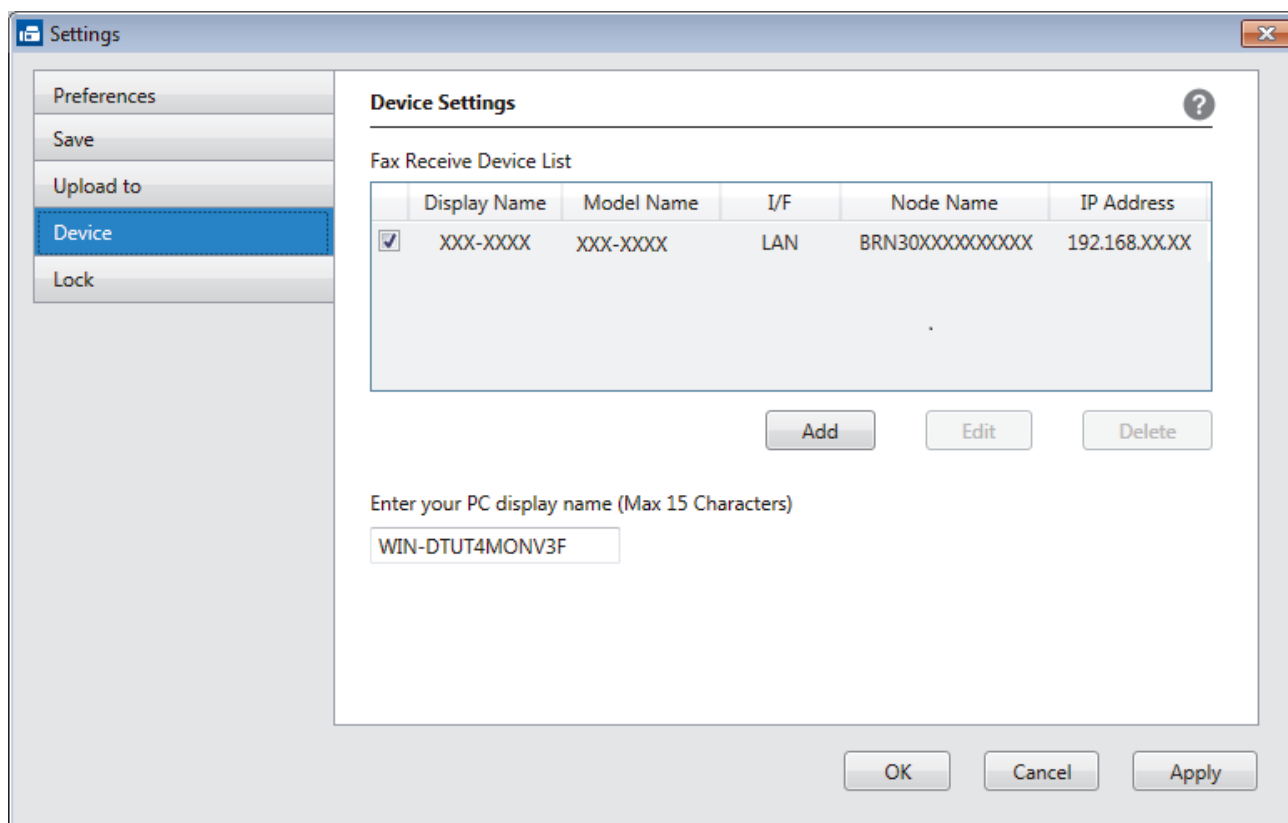 Settings
Preferences
Save
Upload to
Device
Lock
Device Settings
?
Fax Receive Device List
Display Name Model Name I/F Node Name IP Address
XXX-XXXX XXX-XXXX LAN BRN30XXXXXXXXXX 192.168.XX.XX
Add Edit Delete
Enter your PC display name (Max 15 Characters)
WIN-DTUT4MONV3F
OK Cancel Apply